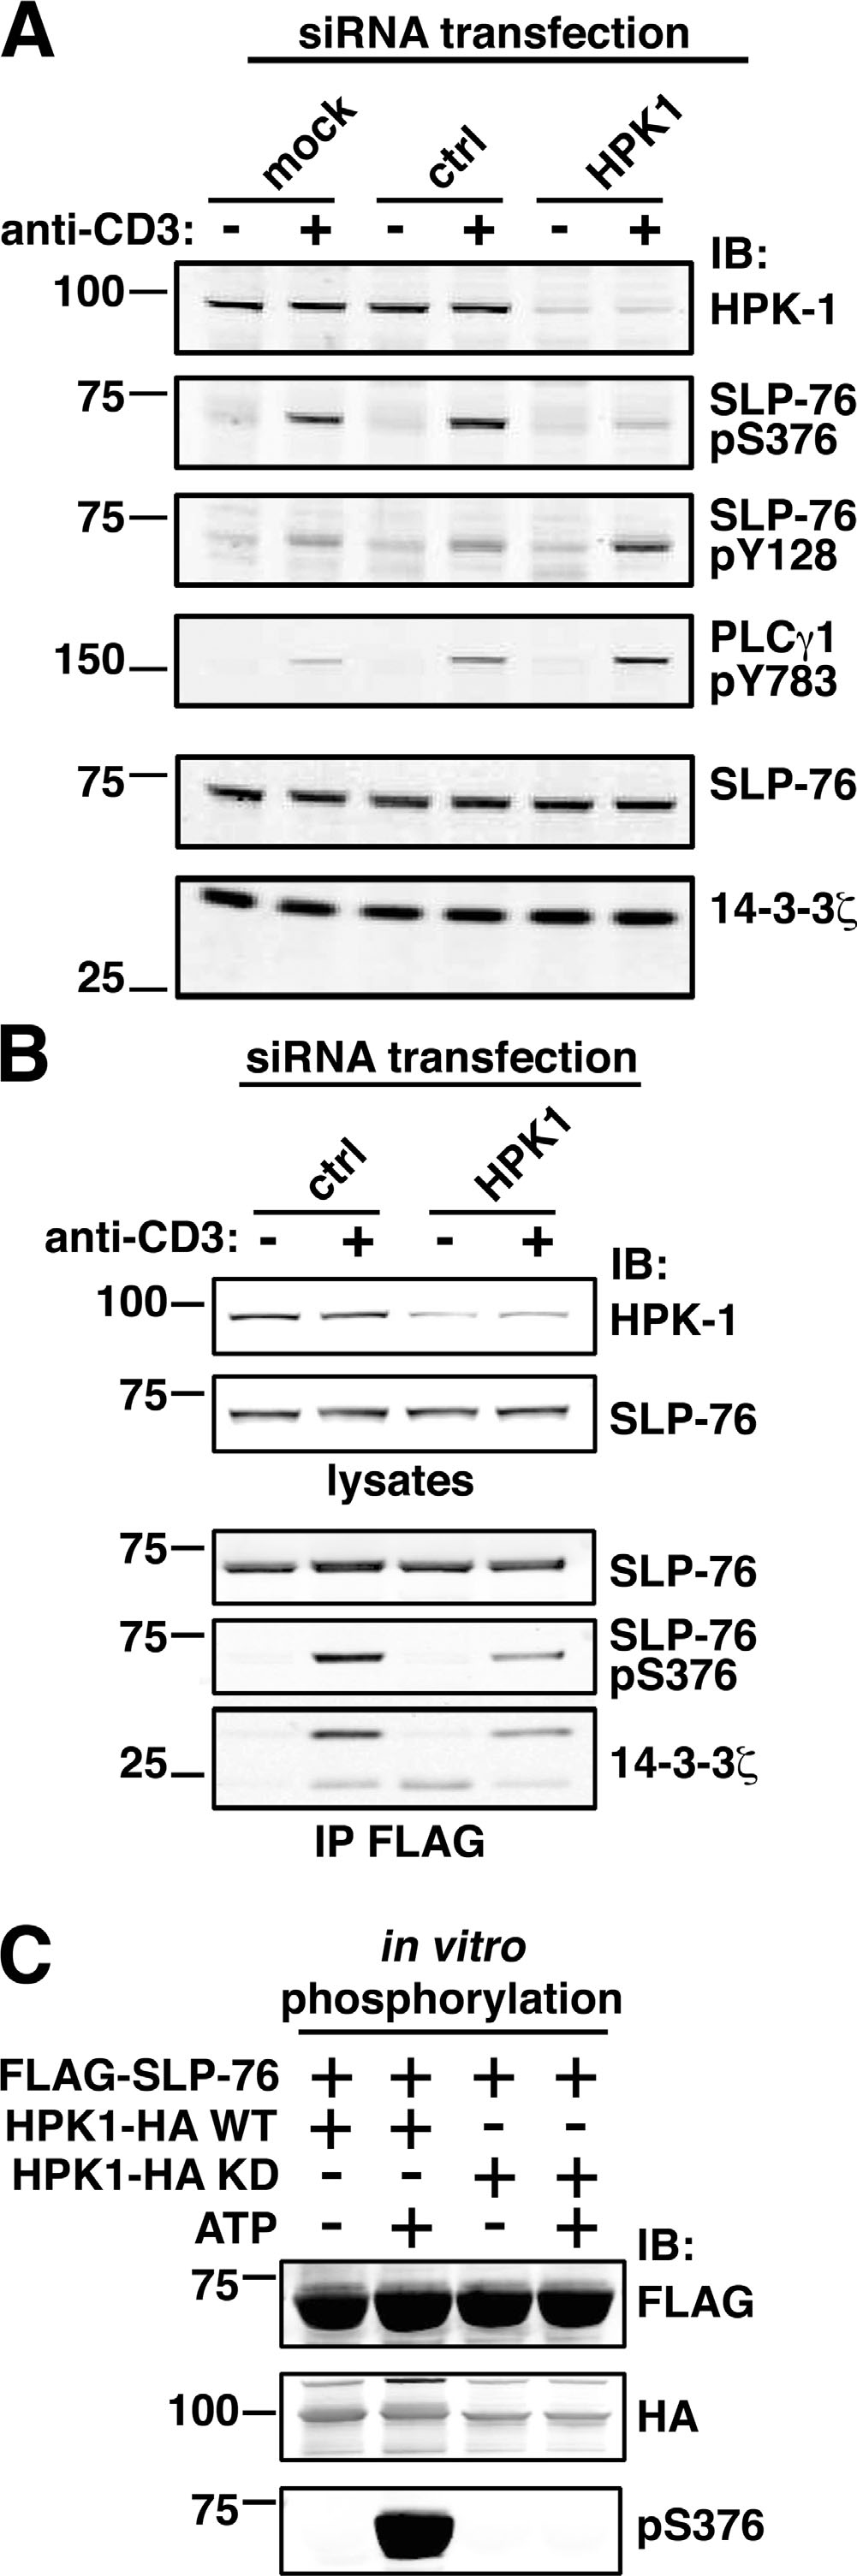 A
siRNA transfection
mock ctrl HPK1
anti-CD3: - + - + - +
IB:
100 HPK-1
75 SLP-76
pS376
75 SLP-76
pY128
150 PLCγ1
pY783
75 SLP-76
14-3-3ζ
25
B
siRNA transfection
ctrl HPK1
anti-CD3: - + - +
IB:
100 HPK-1
75 SLP-76
lysates
75 SLP-76
75 SLP-76
pS376
25 14-3-3ζ
IP FLAG
C
in vitro
phosphorylation
FLAG-SLP-76 + + + +
HPK1-HA WT + + - -
HPK1-HA KD - - + +
ATP - + - +
IB:
75 FLAG
100 HA
75 pS376